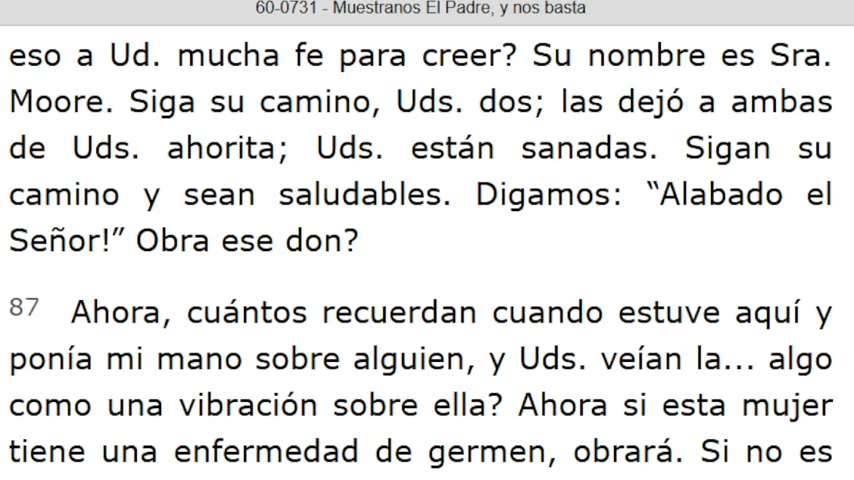 60-0731 - Muestranos El Padre, y nos basta
eso a Ud. mucha fe para creer? Su nombre es Sra.
Moore. Siga su camino, Uds. dos; las dejó a ambas
de Uds. ahorita; Uds. están sanadas. Sigan su
camino y sean saludables. Digamos: “Alabado el
Señor!” Obra ese don?
87 Ahora, cuántos recuerdan cuando estuve aquí y
ponía mi mano sobre alguien, y Uds. veían la... algo
como una vibración sobre ella? Ahora si esta mujer
tiene una enfermedad de germen, obrará. Si no es